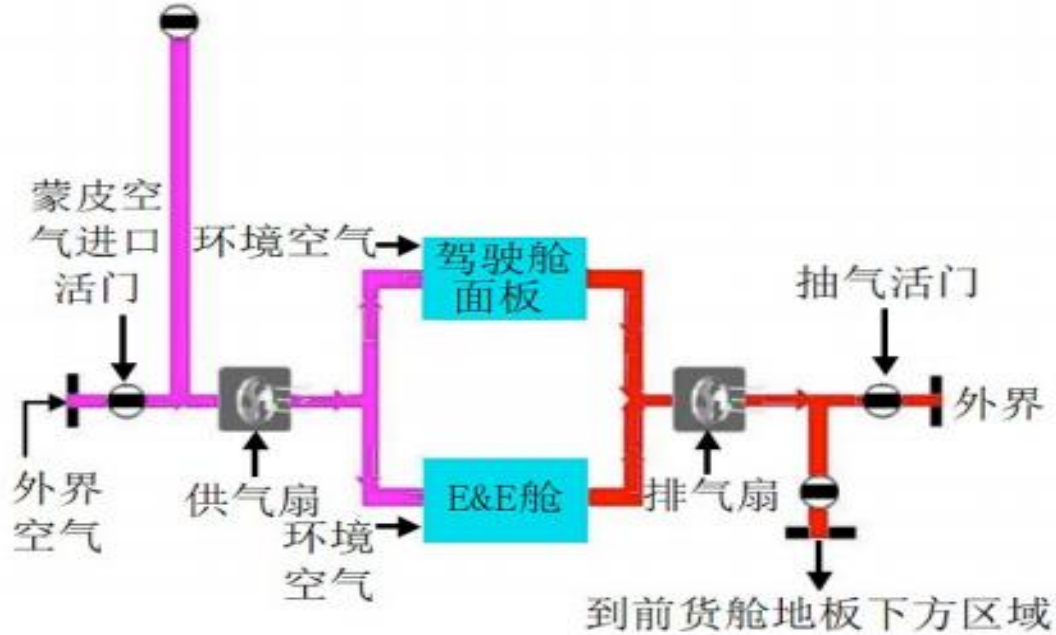 蒙皮空
气进口
活门
环境空气
驾驶舱
面板
抽气活门
外界
外界
空气
供气扇
环境
空气
E&E舱
排气扇
到前货舱地板下方区域